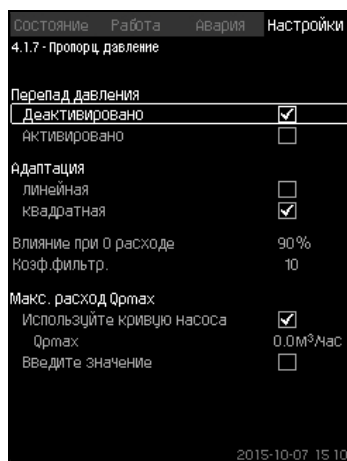 Состояние Работа Авария Настройки
4.1.7 - Пропорц. давление
Перепад давления
Деактивировано
Активировано
Адаптация
линейная
квадратная
Влияние при 0 расходе 90%
Коэф.фильтр. 10
Макс. расход Qpmax
Используйте кривую насоса
Qpmax 0.0м³/час
Введите значение
2015-10-07 15:10